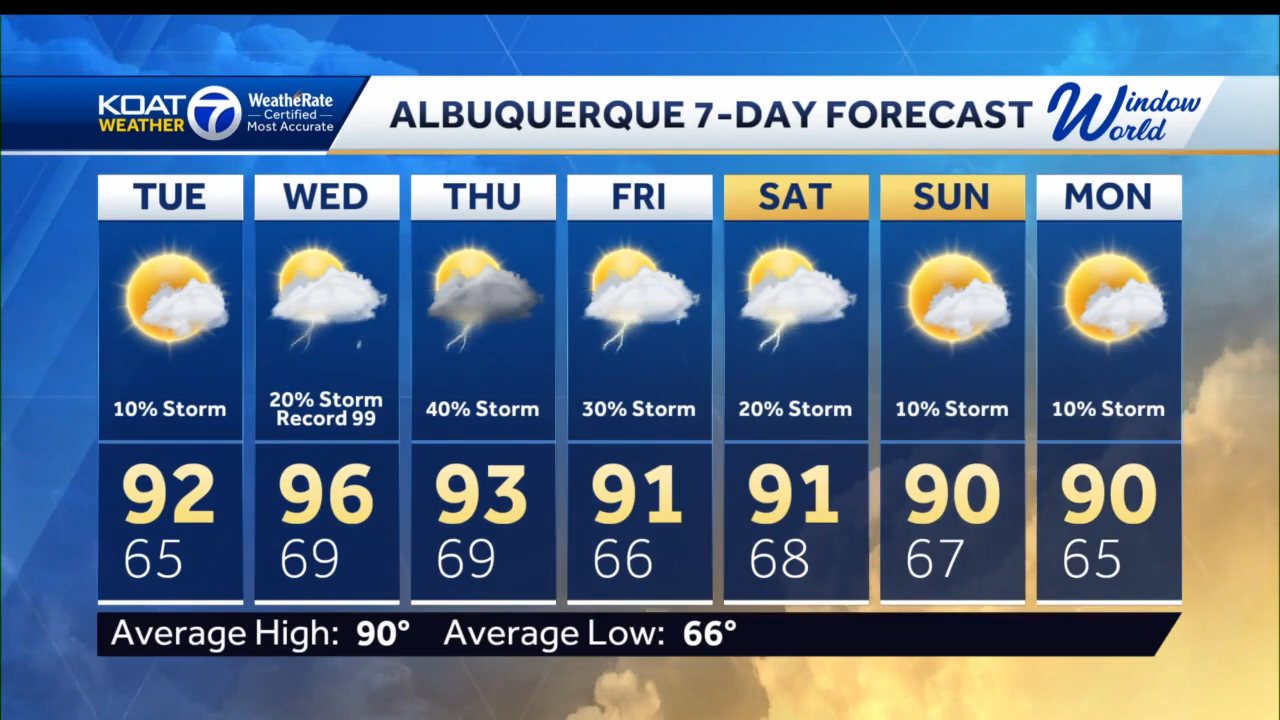 KOAT
WEATHER
7
WeatheRate
Certified
Most Accurate
ALBUQUERQUE 7-DAY FORECAST
Window
World
TUE WED THU FRI SAT SUN MON
10% Storm 20% Storm 40% Storm 30% Storm 20% Storm 10% Storm 10% Storm
Record 99
92 96 93 91 91 90 90
65 69 69 66 68 67 65
Average High: 90° Average Low: 66°